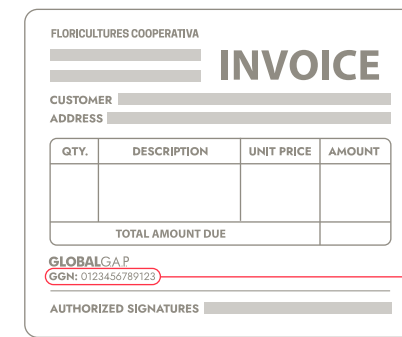 FLORICULTURES COOPERATIVA
INVOICE
CUSTOMER
ADDRESS
QTY. DESCRIPTION UNIT PRICE AMOUNT
TOTAL AMOUNT DUE
GLOBALG.A.P.
GGN: 0123456789123
AUTHORIZED SIGNATURES